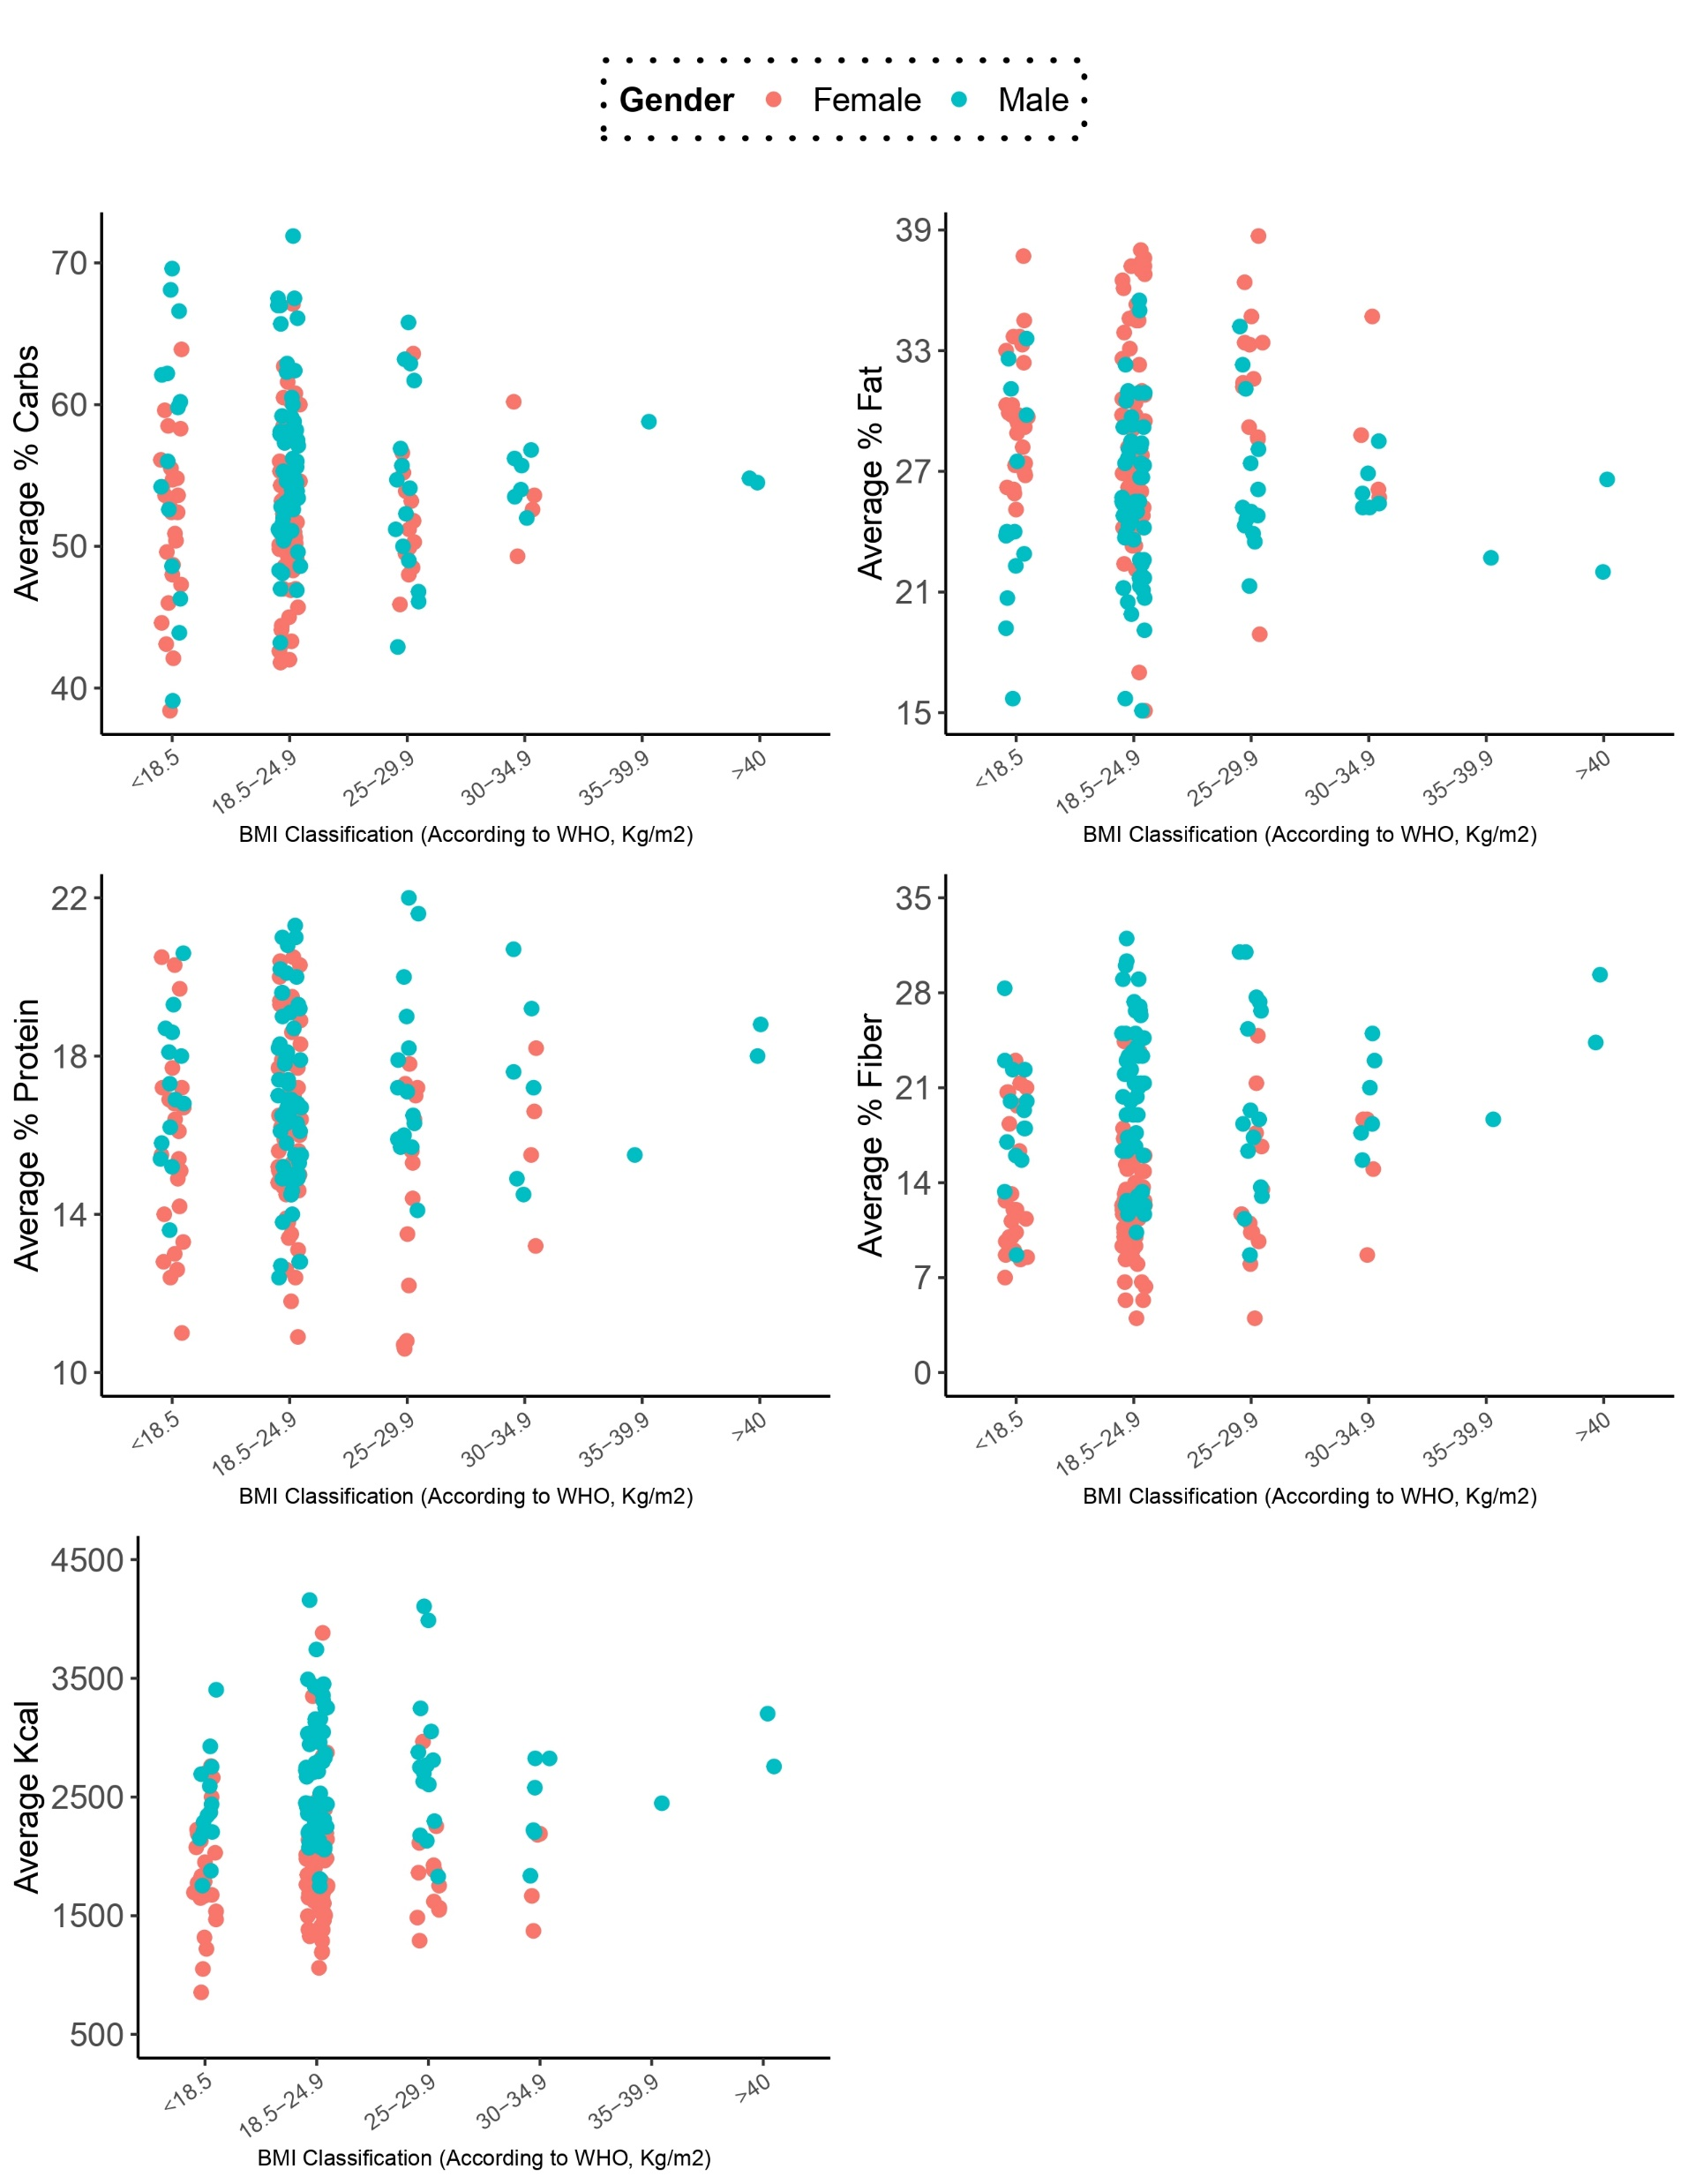 Gender Female Male
Average % Carbs
70
60
50
40
<18.5 18.5−24.9 25−29.9 30−34.9 35−39.9 >40
BMI Classification (According to WHO, Kg/m2)
Average % Fat
39
33
27
21
15
<18.5 18.5−24.9 25−29.9 30−34.9 35−39.9 >40
BMI Classification (According to WHO, Kg/m2)
Average % Protein
22
18
14
10
<18.5 18.5−24.9 25−29.9 30−34.9 35−39.9 >40
BMI Classification (According to WHO, Kg/m2)
Average % Fiber
35
28
21
14
7
0
<18.5 18.5−24.9 25−29.9 30−34.9 35−39.9 >40
BMI Classification (According to WHO, Kg/m2)
Average Kcal
4500
3500
2500
1500
500
<18.5 18.5−24.9 25−29.9 30−34.9 35−39.9 >40
BMI Classification (According to WHO, Kg/m2)